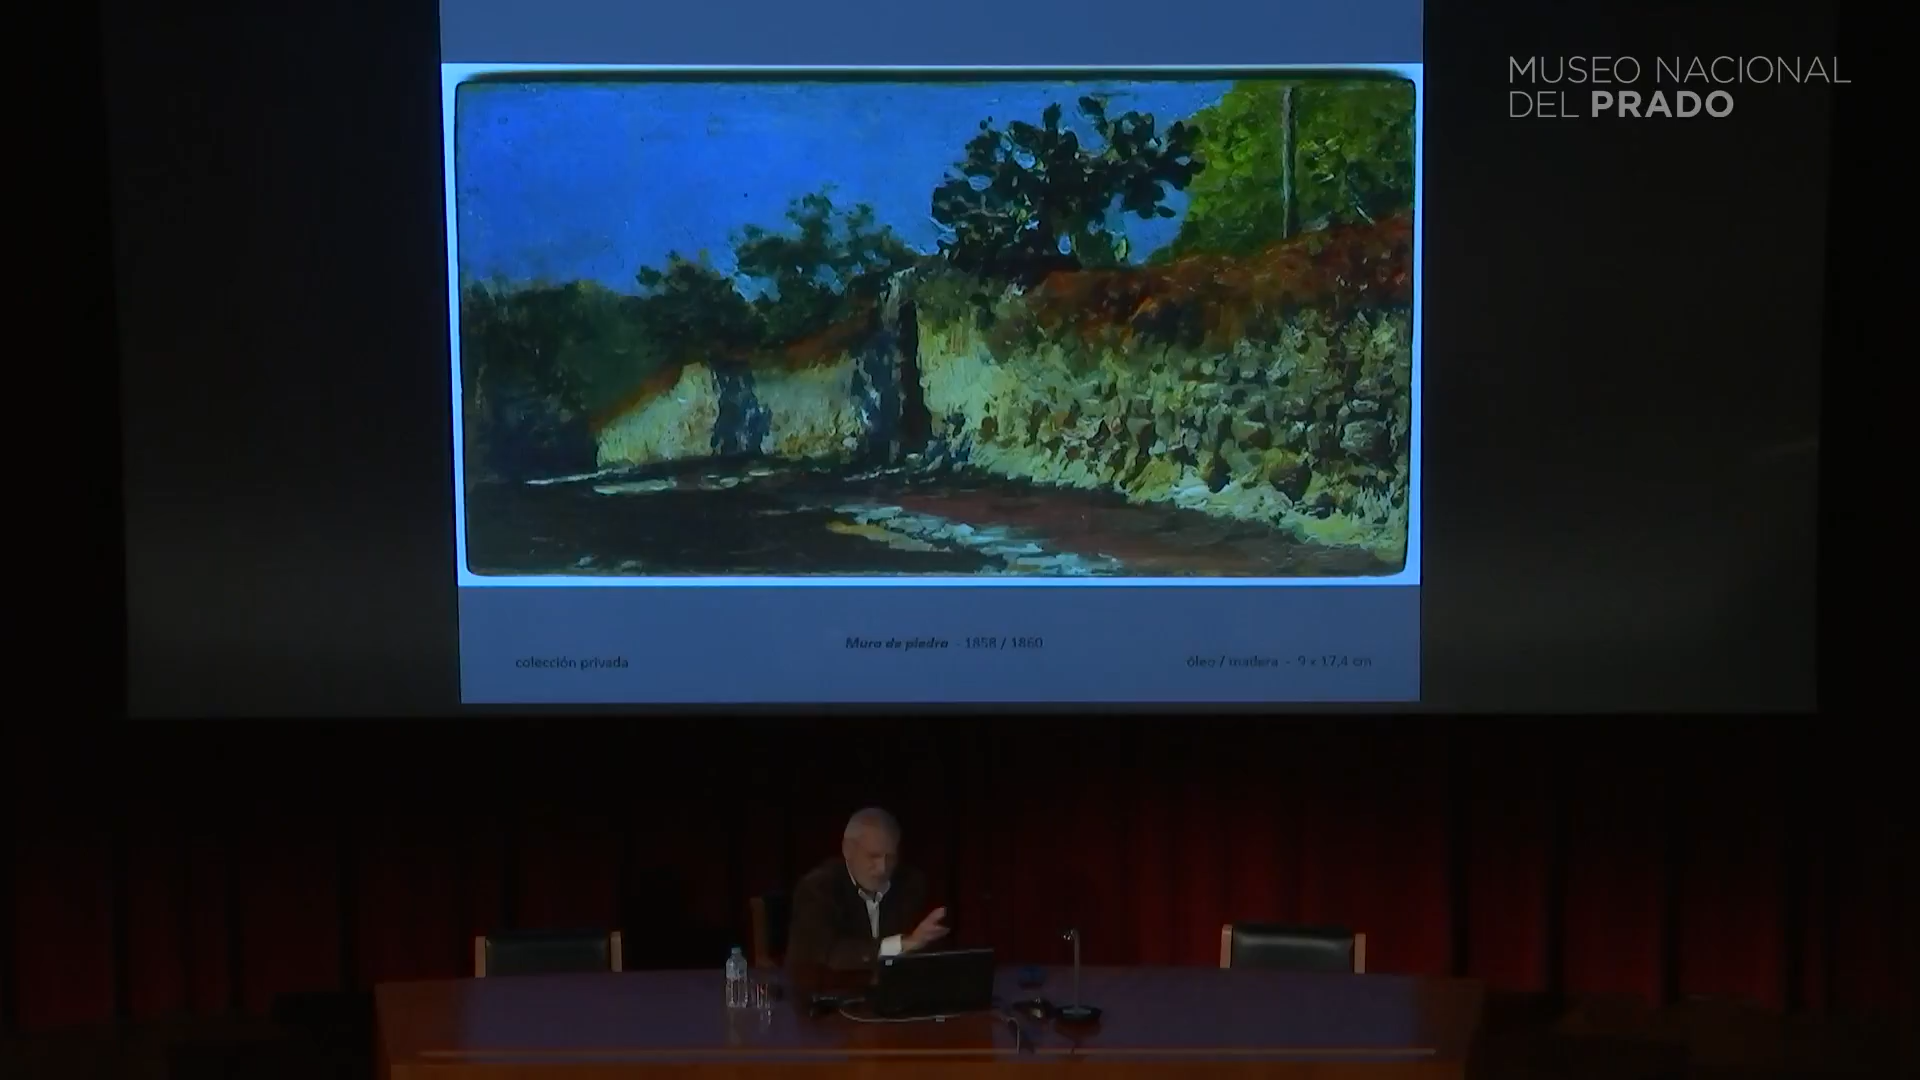 MUSEO NACIONAL
DEL PRADO
Muro de piedra - 1858 / 1860
colección privada
óleo / madera - 9 x 17,4 cm